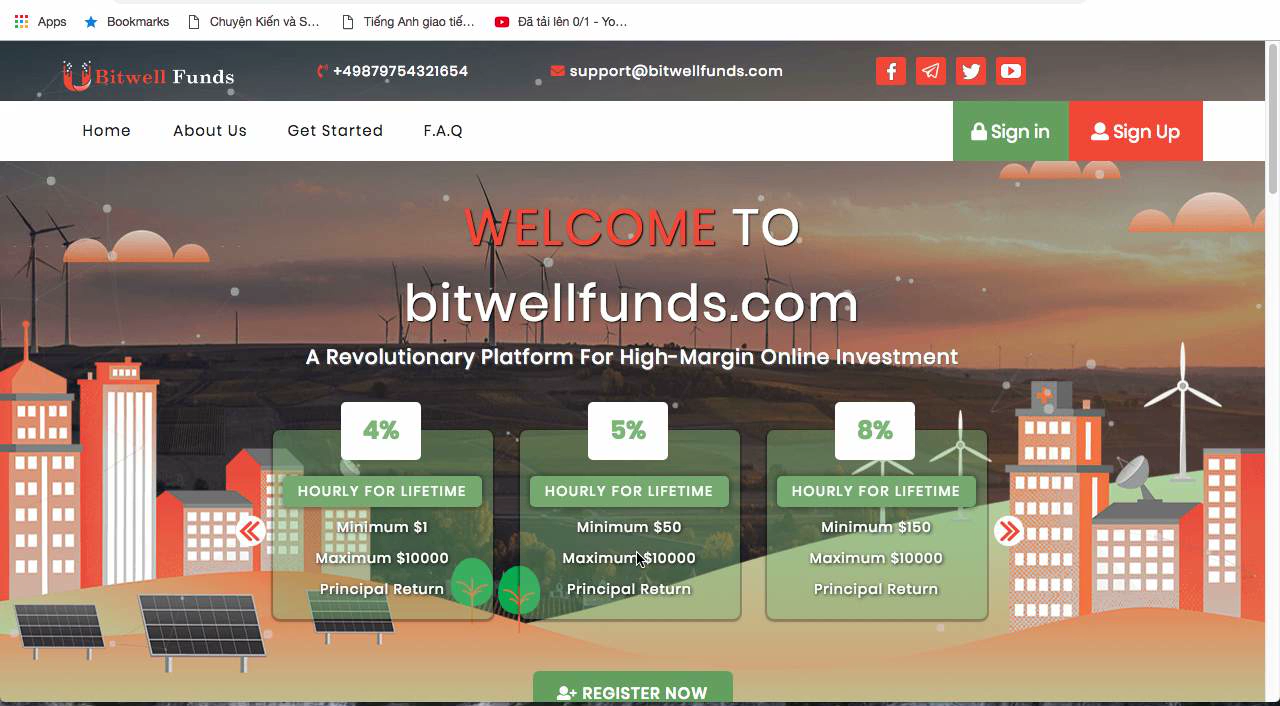 Apps Bookmarks Chuyện Kiến và S... Tiếng Anh giao tiế... Đã tải lên 0/1 - Yo...
Bitwell Funds +49879754321654 support@bitwellfunds.com
Home About Us Get Started F.A.Q Sign in Sign Up
WELCOME TO
bitwellfunds.com
A Revolutionary Platform For High-Margin Online Investment
4% 5% 8%
HOURLY FOR LIFETIME HOURLY FOR LIFETIME HOURLY FOR LIFETIME
Minimum $1 Minimum $50 Minimum $150
Maximum $10000 Maximum $10000 Maximum $10000
Principal Return Principal Return Principal Return
REGISTER NOW